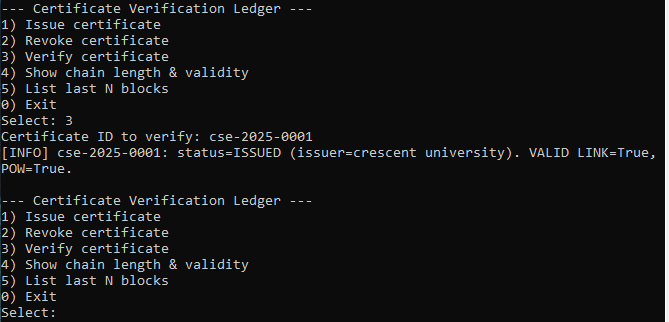 --- Certificate Verification Ledger ---
1) Issue certificate
2) Revoke certificate
3) Verify certificate
4) Show chain length & validity
5) List last N blocks
0) Exit
Select: 3
Certificate ID to verify: cse-2025-0001
[INFO] cse-2025-0001: status=ISSUED (issuer=crescent university). VALID LINK=True,
POW=True.

--- Certificate Verification Ledger ---
1) Issue certificate
2) Revoke certificate
3) Verify certificate
4) Show chain length & validity
5) List last N blocks
0) Exit
Select: